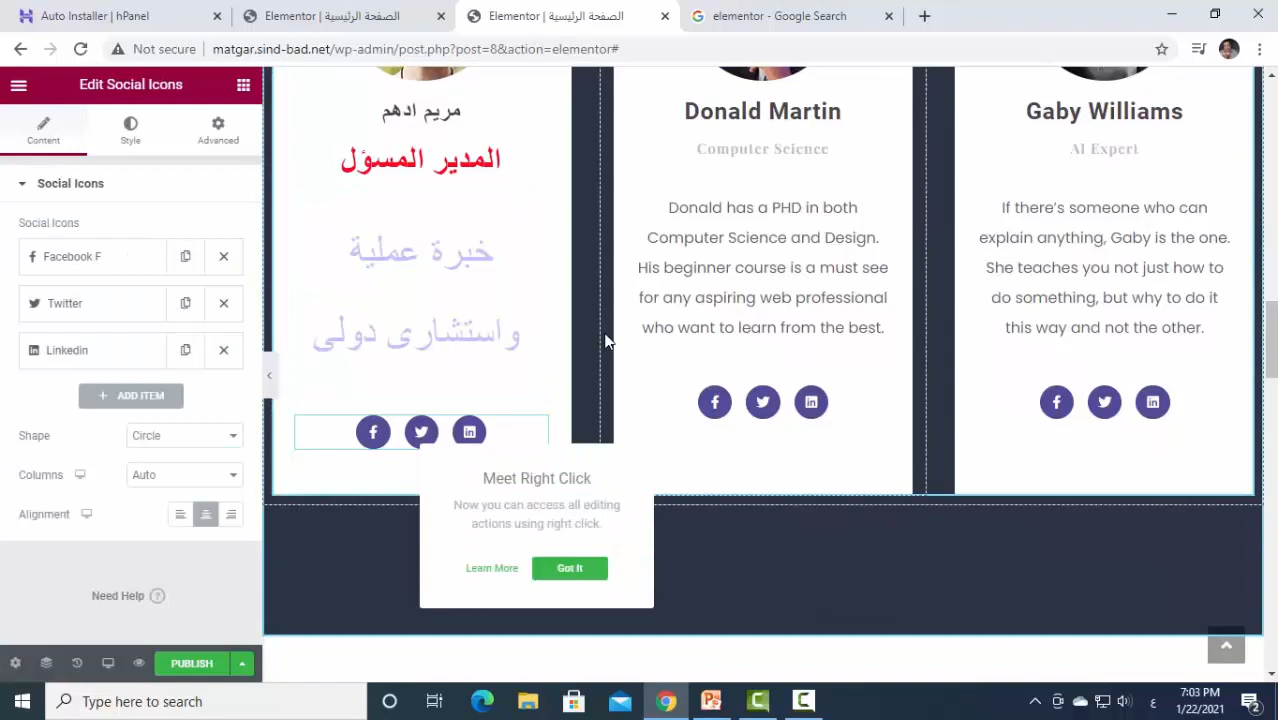 Auto Installer | iPanel
Elementor | الصفحة الرئيسية
Elementor | الصفحة الرئيسية
elementor - Google Search
Not secure
matgar.sind-bad.net/wp-admin/post.php?post=8&action=elementor#
Edit Social Icons
Content
Style
Advanced
Social Icons
Social Icons
Facebook F
Twitter
Linkedin
ADD ITEM
Shape
Circle
Columns
Auto
Alignment
Need Help
PUBLISH
مريم ادهم
المدير المسؤل
خبرة عملية
واستشارى دولى
Donald Martin
Computer Science
Donald has a PHD in both
Computer Science and Design.
His beginner course is a must see
for any aspiring web professional
who want to learn from the best.
Gaby Williams
AI Expert
If there's someone who can
explain anything, Gaby is the one.
She teaches you not just how to
do something, but why to do it
this way and not the other.
Meet Right Click
Now you can access all editing
actions using right click.
Learn More
Got It
Type here to search
ع
7:03 PM
1/22/2021
2